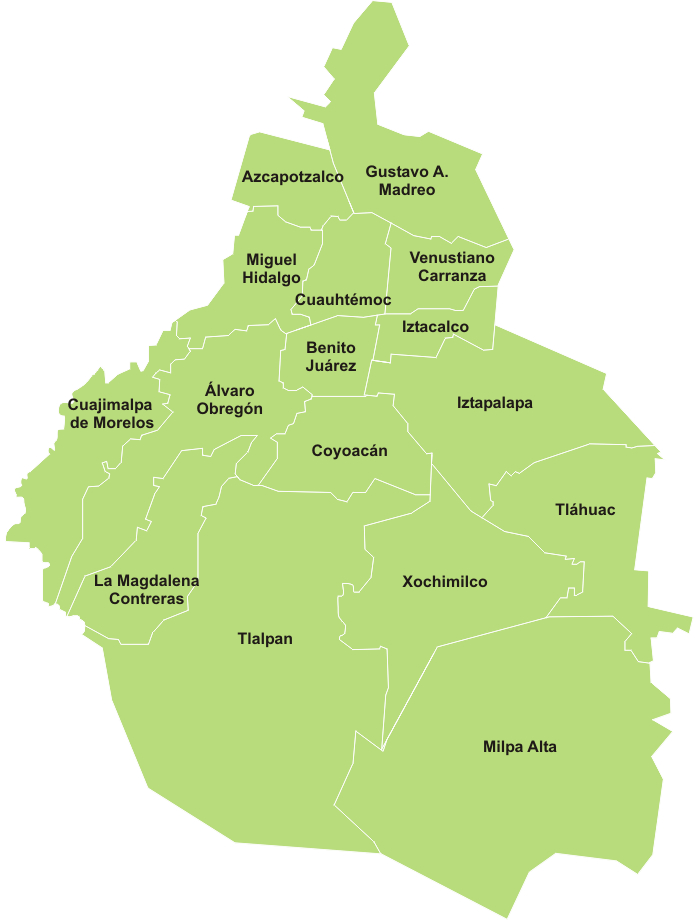 Azcapotzalco
Gustavo A.
Madreo
Miguel
Hidalgo
Venustiano
Carranza
Cuauhtémoc
Iztacalco
Benito
Juárez
Cuajimalpa
de Morelos
Álvaro
Obregón
Iztapalapa
Coyoacán
Tláhuac
La Magdalena
Contreras
Xochimilco
Tlalpan
Milpa Alta